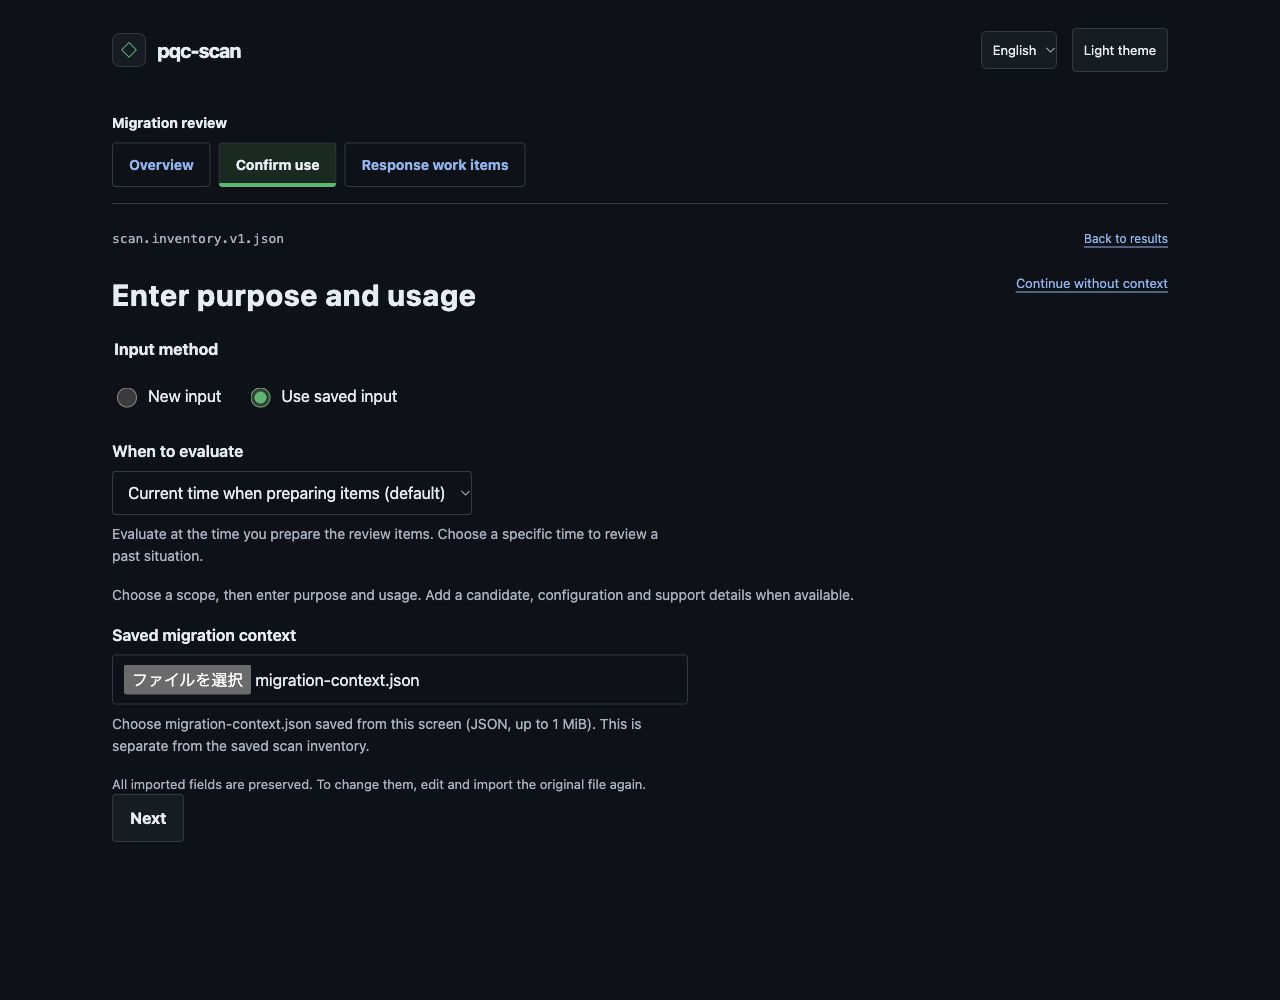 pqc-scan
English
Light theme
Migration review
Overview
Confirm use
Response work items
scan.inventory.v1.json
Back to results
Enter purpose and usage
Continue without context
Input method
New input
Use saved input
When to evaluate
Current time when preparing items (default)
Evaluate at the time you prepare the review items. Choose a specific time to review a
past situation.
Choose a scope, then enter purpose and usage. Add a candidate, configuration and support details when available.
Saved migration context
ファイルを選択 migration-context.json
Choose migration-context.json saved from this screen (JSON, up to 1 MiB). This is
separate from the saved scan inventory.
All imported fields are preserved. To change them, edit and import the original file again.
Next